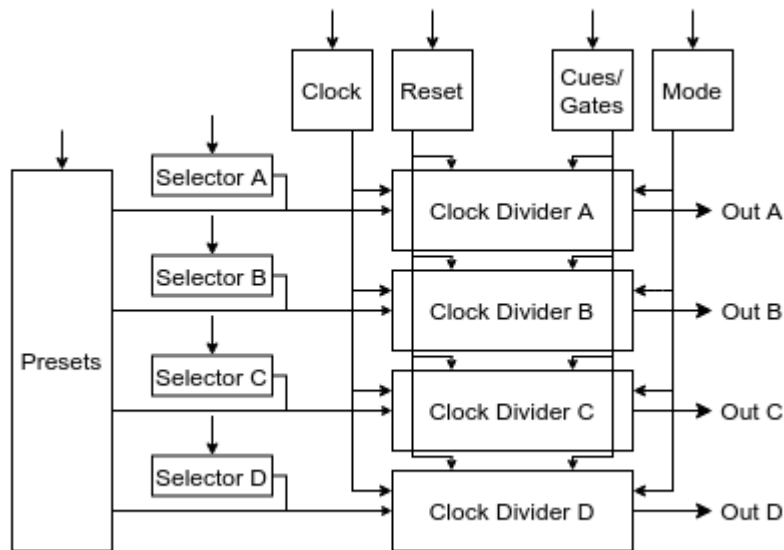 Clock
Reset
Cues/
Gates
Mode
Selector A
Clock Divider A
Out A
Selector B
Clock Divider B
Out B
Presets
Selector C
Clock Divider C
Out C
Selector D
Clock Divider D
Out D